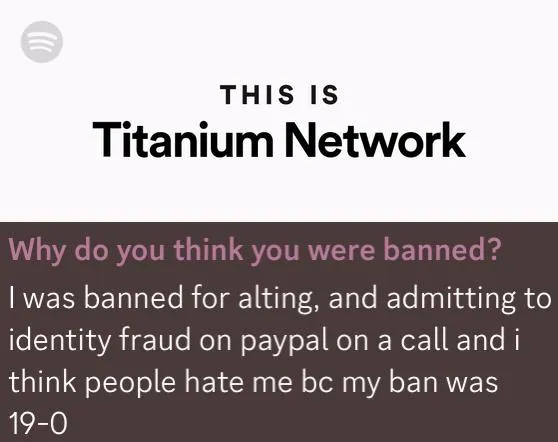 THIS IS
Titanium Network
Why do you think you were banned?
I was banned for alting, and admitting to
identity fraud on paypal on a call and i
think people hate me bc my ban was
19-0